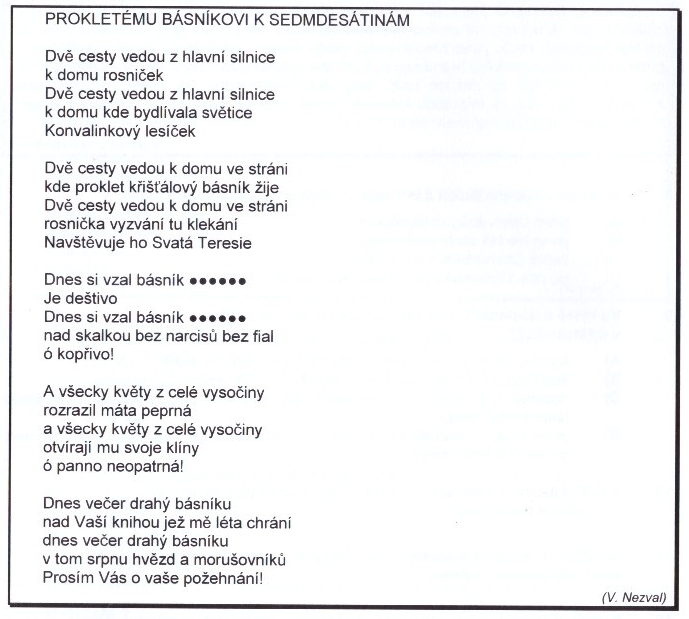 PROKLETÉMU BÁSNÍKOVI K SEDMDESÁTINÁM
Dvě cesty vedou z hlavní silnice
k domu rosniček
Dvě cesty vedou z hlavní silnice
k domu kde bydlívala světice
Konvalinkový lesíček
Dvě cesty vedou k domu ve stráni
kde proklet křišťálový básník žije
Dvě cesty vedou k domu ve stráni
rosnička vyzvání tu klekání
Navštěvuje ho Svatá Teresie
Dnes si vzal básník ●●●●●●
Je deštivo
Dnes si vzal básník ●●●●●●
nad skalkou bez narcisů bez fial
ó kopřivo!
A všecky květy z celé vysočiny
rozrazil máta peprná
a všecky květy z celé vysočiny
otvírají mu svoje klíny
ó panno neopatrná!
Dnes večer drahý básníku
nad Vaší knihou jež mě léta chrání
dnes večer drahý básníku
v tom srpnu hvězd a morušovníků
Prosím Vás o vaše požehnání!
(V. Nezval)